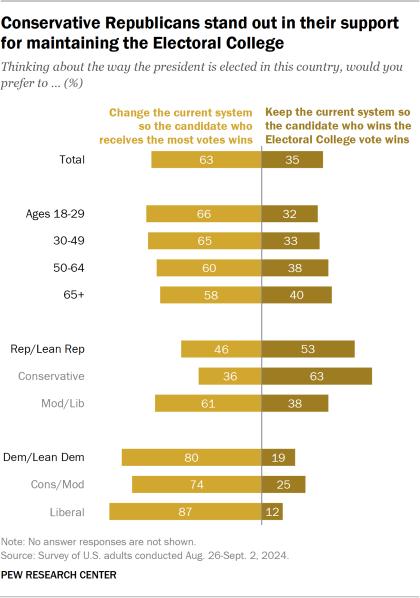 Conservative Republicans stand out in their support
for maintaining the Electoral College
Thinking about the way the president is elected in this country, would you
prefer to ... (%)
Change the current system
so the candidate who
receives the most votes wins
Keep the current system so
the candidate who wins the
Electoral College vote wins
Total 63 35
Ages 18-29 66 32
30-49 65 33
50-64 60 38
65+ 58 40
Rep/Lean Rep 46 53
Conservative 36 63
Mod/Lib 61 38
Dem/Lean Dem 80 19
Cons/Mod 74 25
Liberal 87 12
Note: No answer responses are not shown.
Source: Survey of U.S. adults conducted Aug. 26-Sept. 2, 2024.
PEW RESEARCH CENTER